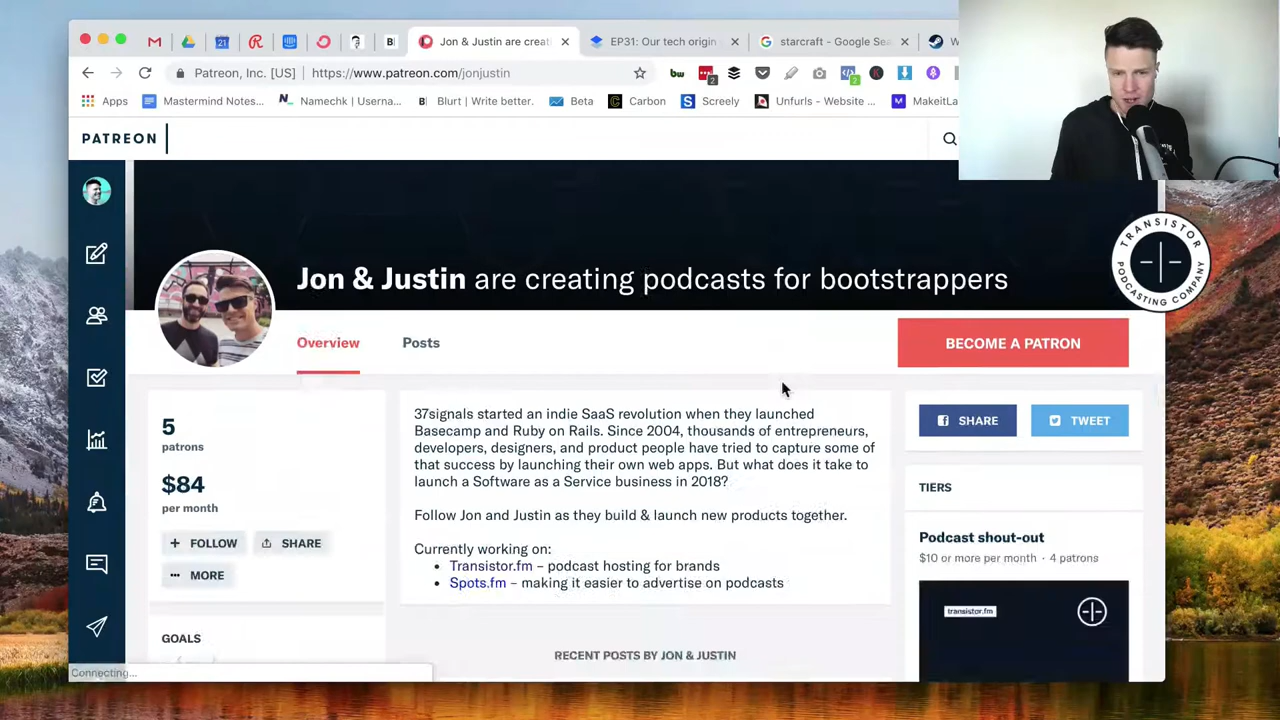 Jon & Justin are creati
EP31: Our tech origin
starcraft - Google Sea
W
Patreon, Inc. [US]
https://www.patreon.com/jonjustin
2
2
Apps
Mastermind Notes...
Namechk | Userna...
Blurt | Write better.
Beta
Carbon
Screely
Unfurls - Website ...
MakeitLa
PATREON
TRANSISTOR
PODCASTING COMPANY
Jon & Justin are creating podcasts for bootstrappers
Overview
Posts
BECOME A PATRON
5
patrons
$84
per month
FOLLOW
SHARE
MORE
GOALS
37signals started an indie SaaS revolution when they launched
Basecamp and Ruby on Rails. Since 2004, thousands of entrepreneurs,
developers, designers, and product people have tried to capture some of
that success by launching their own web apps. But what does it take to
launch a Software as a Service business in 2018?
Follow Jon and Justin as they build & launch new products together.
Currently working on:
Transistor.fm – podcast hosting for brands
Spots.fm – making it easier to advertise on podcasts
RECENT POSTS BY JON & JUSTIN
SHARE
TWEET
TIERS
Podcast shout-out
$10 or more per month • 4 patrons
transistor.fm
Connecting...